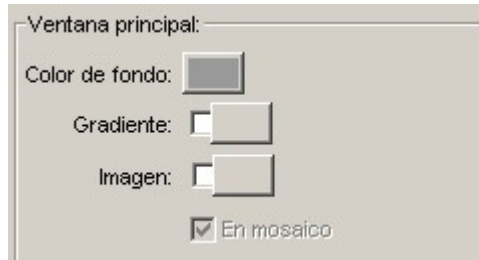 Ventana principal:
Color de fondo:
Gradiente:
Imagen:
En mosaico